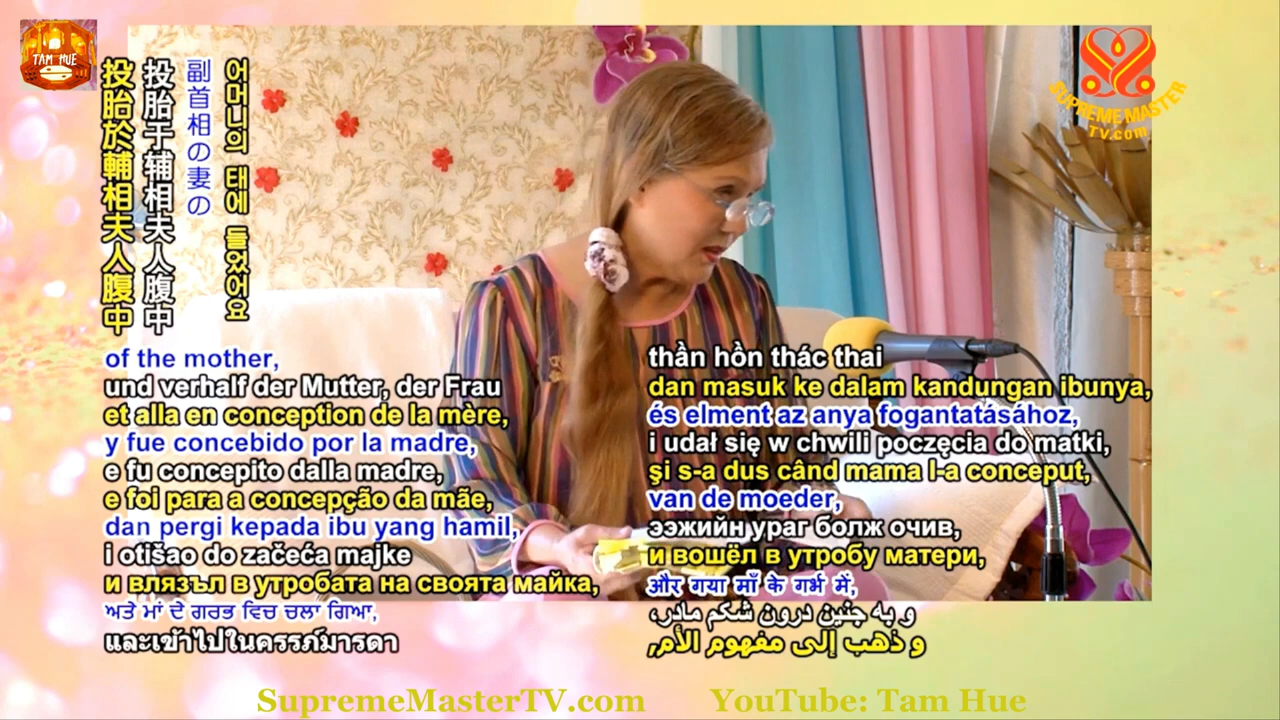 TAM HUE
SUPREME MASTER
TV.com
어머니의 태에 들었어요
副首相の妻の
投胎于辅相夫人腹中
投胎於輔相夫人腹中
of the mother,
und verhalf der Mutter, der Frau
et alla en conception de la mère,
y fue concebido por la madre,
e fu concepito dalla madre,
e foi para a concepção da mãe,
dan pergi kepada ibu yang hamil,
i otišao do začeća majke
и влязъл в утробата на своята майка,
ਅਤੇ ਮਾਂ ਦੇ ਗਰਭ ਵਿਚ ਚਲਾ ਗਿਆ,
และเข้าไปในครรภ์มารดา
thần hồn thác thai
dan masuk ke dalam kandungan ibunya,
és elment az anya fogantatásához,
i udał się w chwili poczęcia do matki,
şi s-a dus când mama l-a conceput,
van de moeder,
ээжийн ураг болж очив,
и вошёл в утробу матери,
और गया माँ के गर्भ में,
و به جنین درون شکم مادر،
و ذهب إلى مفهوم الأم,
SupremeMasterTV.com
YouTube: Tam Hue